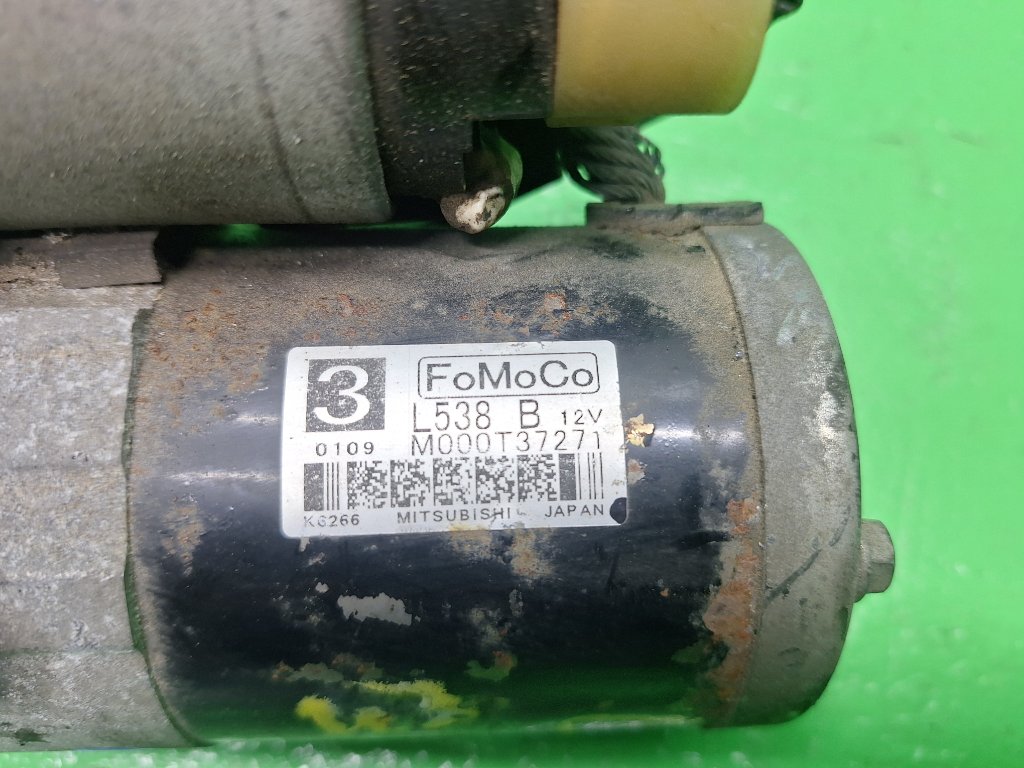 3
FoMoCo
L538 B 12V
0109 M000T37271
K6266 MITSUBISHI JAPAN